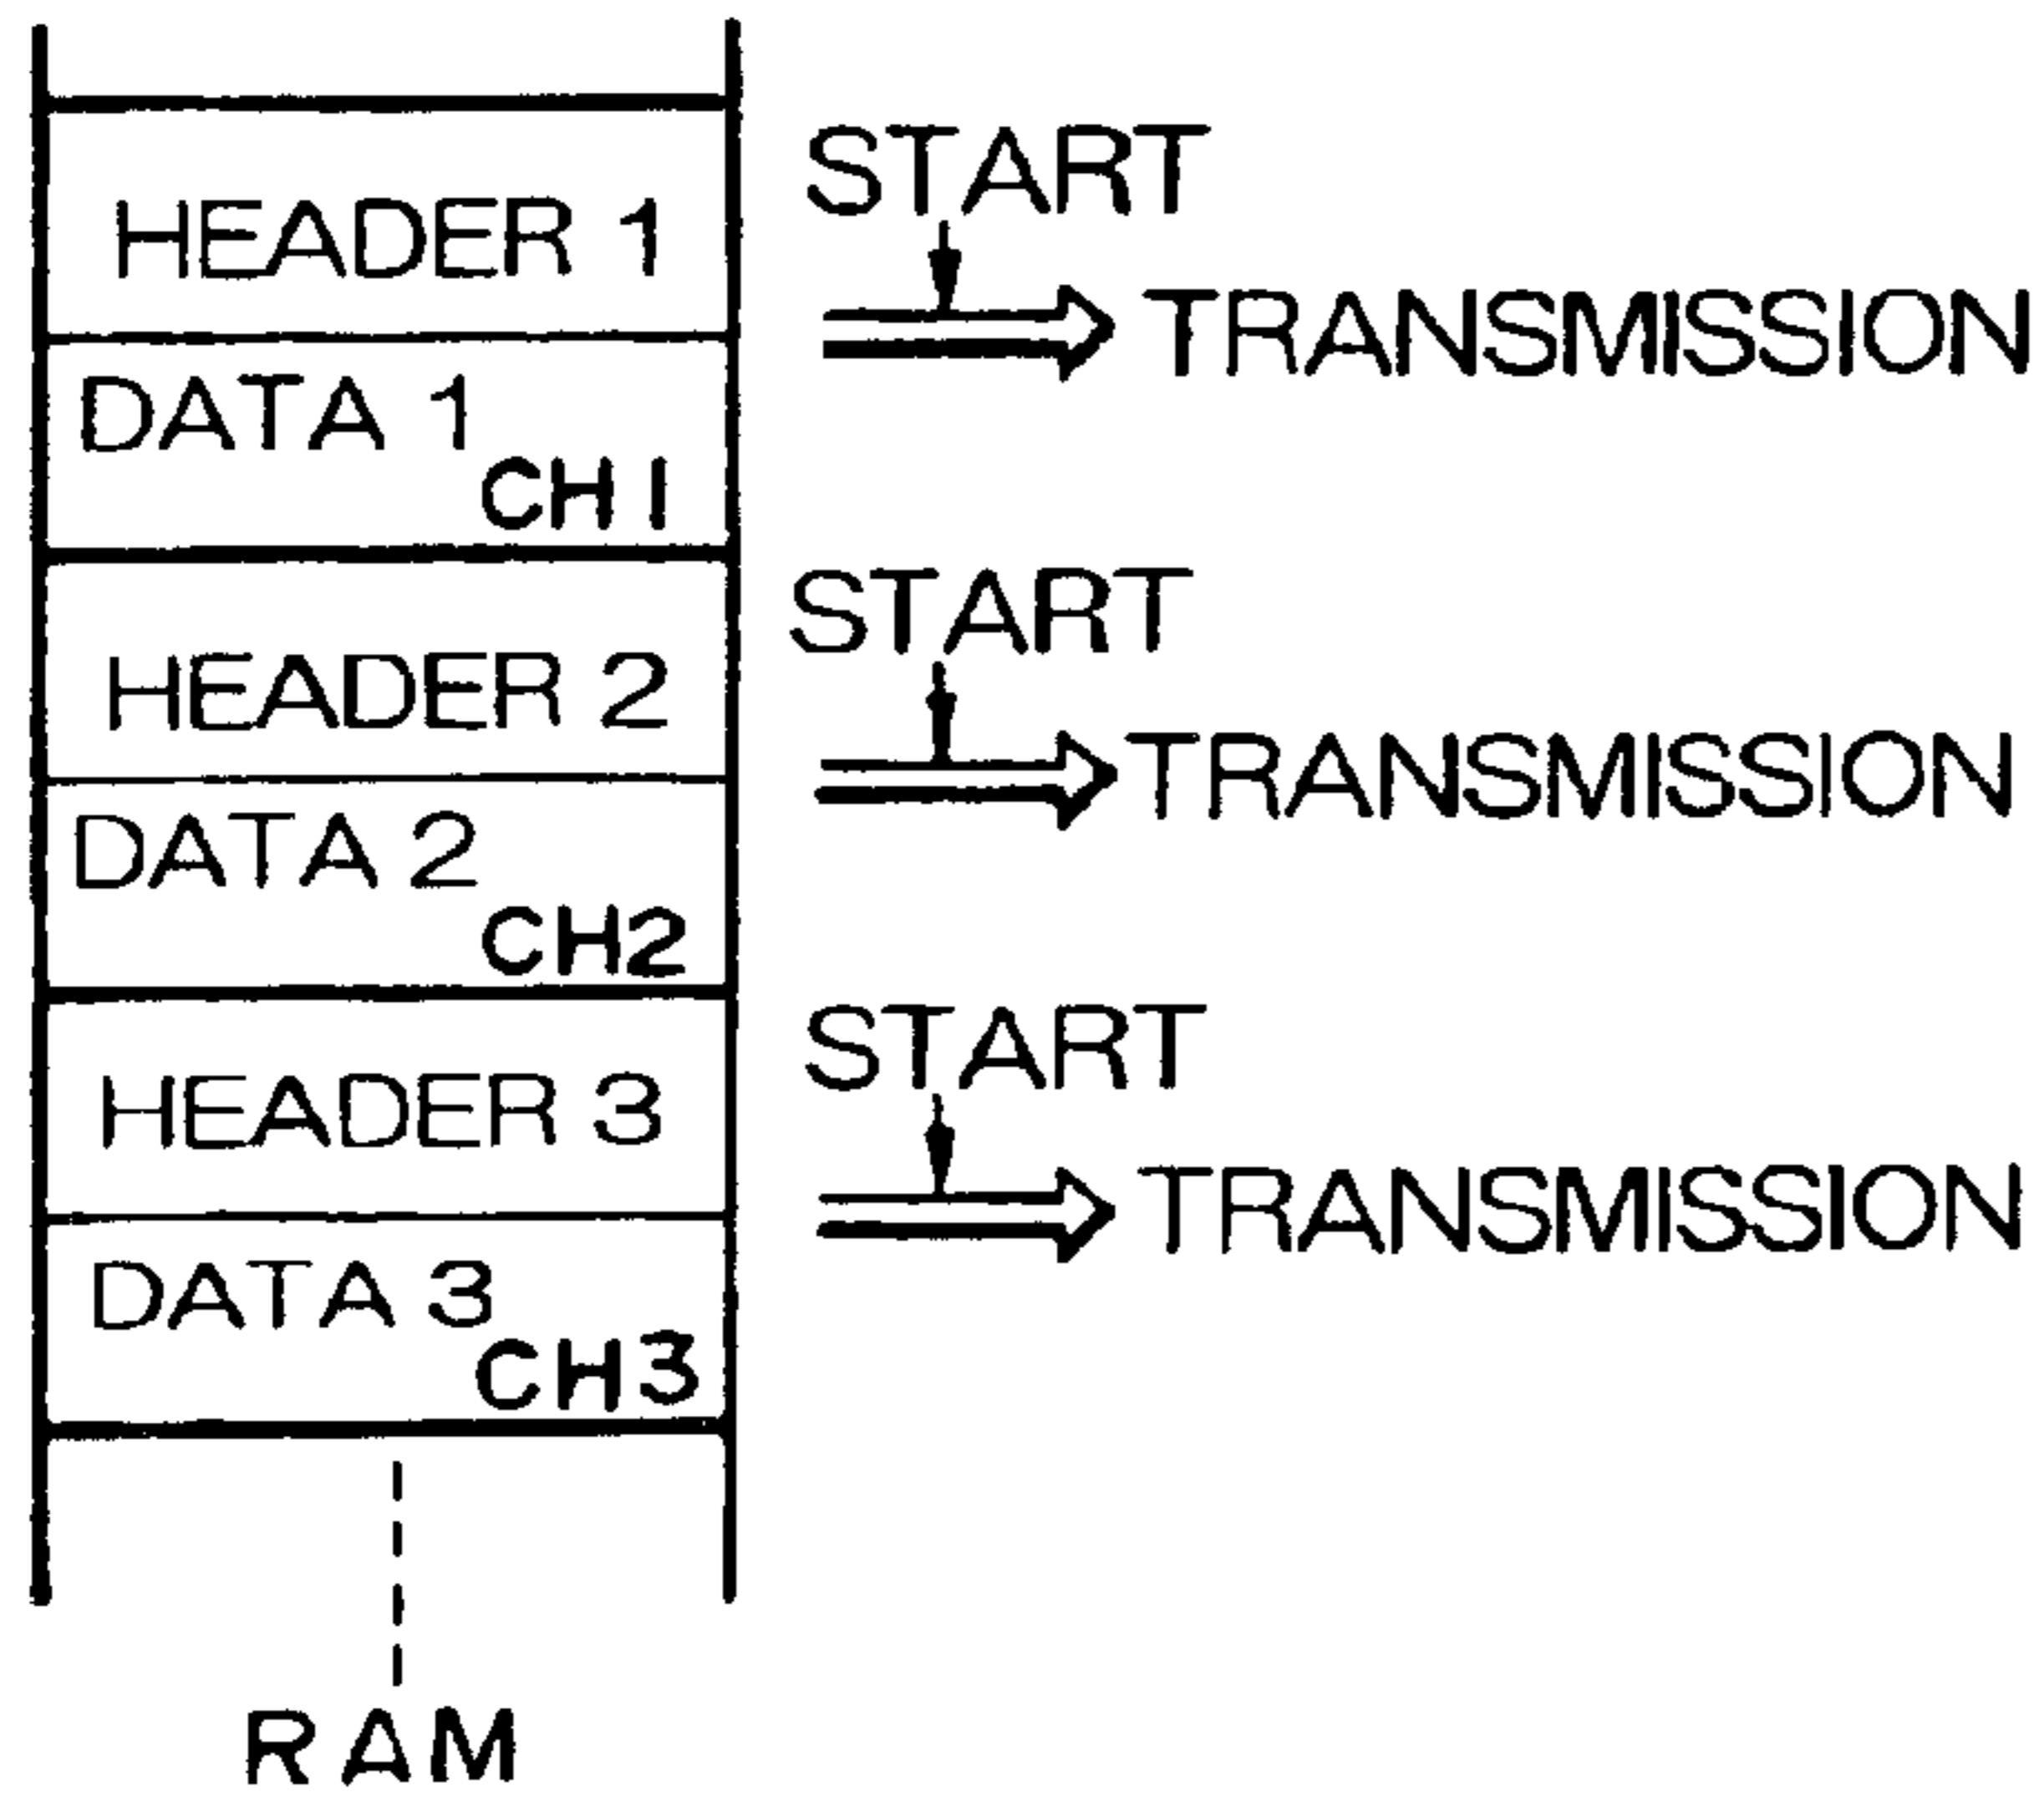 START
HEADER 1
TRANSMISSION
DATA 1
CH1
START
HEADER 2
TRANSMISSION
DATA 2
CH2
START
HEADER 3
TRANSMISSION
DATA 3
CH3
RAM